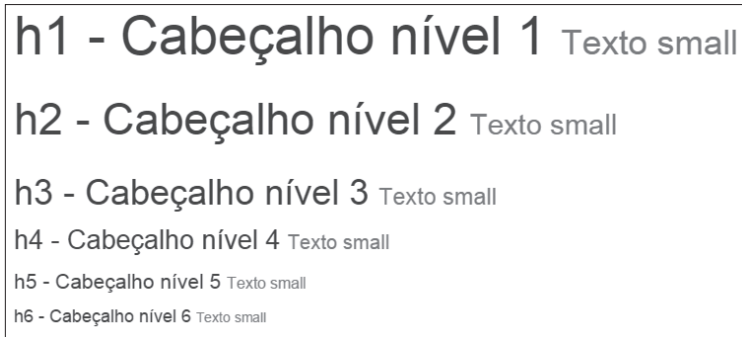 h1 - Cabeçalho nível 1 Texto small
h2 - Cabeçalho nível 2 Texto small
h3 - Cabeçalho nível 3 Texto small
h4 - Cabeçalho nível 4 Texto small
h5 - Cabeçalho nível 5 Texto small
h6 - Cabeçalho nível 6 Texto small